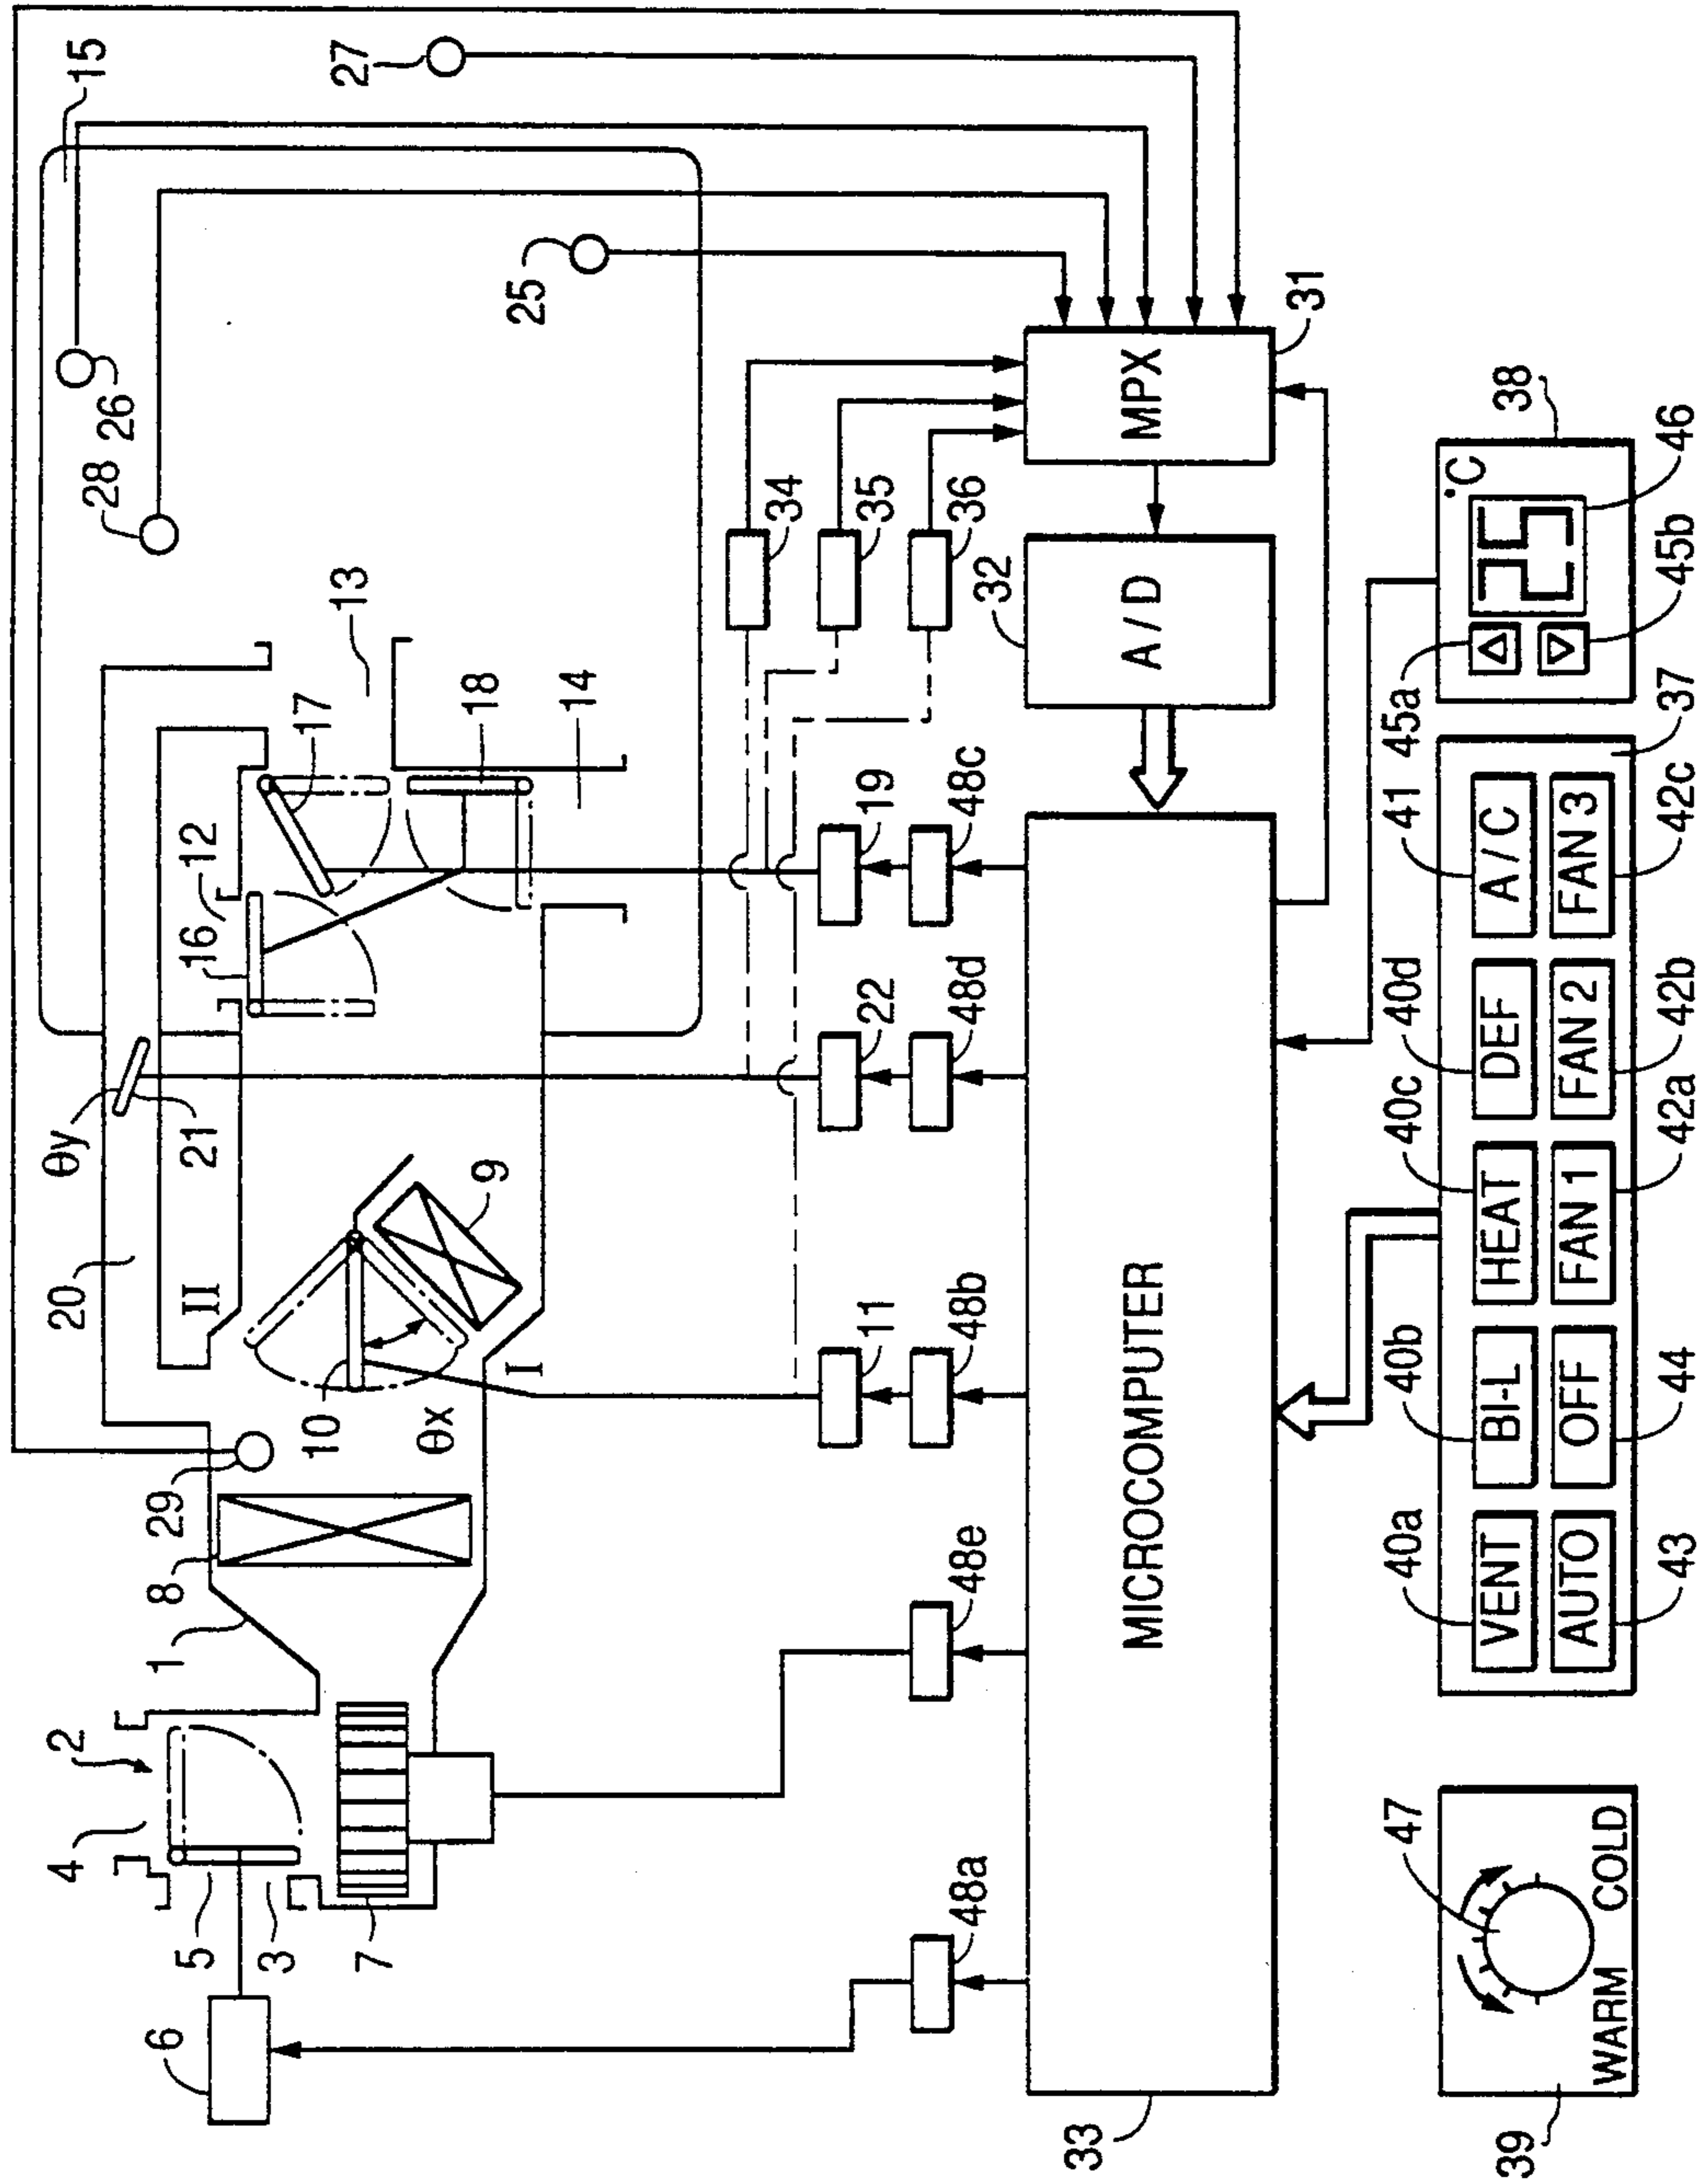 15
27
26
28
25
13
17
12
16
18
14
θy
21
20
II
9
10
θx
I
29
8
1
2
4
5
3
7
6
34
35
36
31
MPX
32
A/D
19
48c
22
48d
11
48b
48e
48a
MICROCOMPUTER
33
38
°C
46
45a
45b
37
40a
40b
40c
40d
41
VENT
BI-L
HEAT
DEF
A/C
AUTO
OFF
FAN 1
FAN 2
FAN 3
43
44
42a
42b
42c
47
WARM
COLD
39